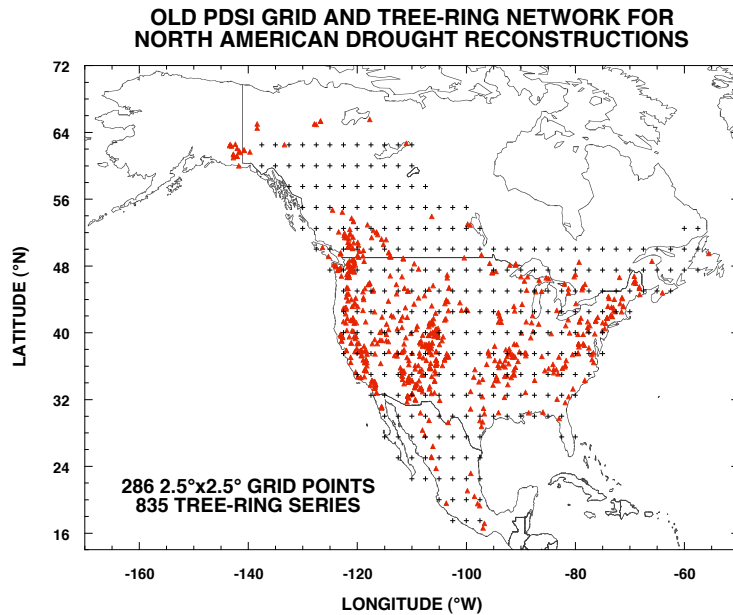 OLD PDSI GRID AND TREE-RING NETWORK FOR
NORTH AMERICAN DROUGHT RECONSTRUCTIONS
72
64
56
48
40
32
24
16
LATITUDE (°N)
286 2.5°x2.5° GRID POINTS
835 TREE-RING SERIES
-160 -140 -120 -100 -80 -60
LONGITUDE (°W)